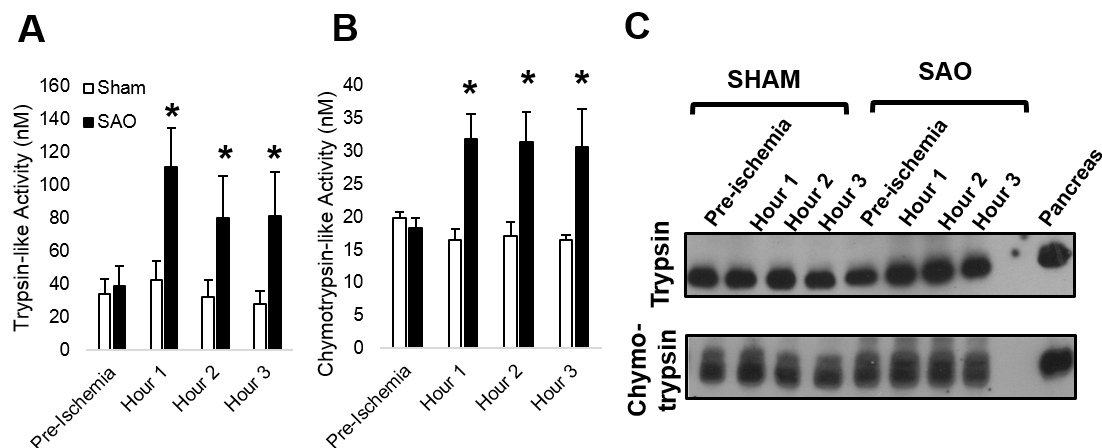 A
Trypsin-like Activity (nM)
160
140
120
100
80
60
40
20
0
Sham
SAO
*
*
*
Pre-Ischemia
Hour 1
Hour 2
Hour 3
B
Chymotrypsin-like Activity (nM)
40
35
30
25
20
15
10
5
0
*
*
*
Pre-Ischemia
Hour 1
Hour 2
Hour 3
C
SHAM
SAO
Pre-ischemia
Hour 1
Hour 2
Hour 3
Pre-ischemia
Hour 1
Hour 2
Hour 3
Pancreas
Trypsin
Chymo-
trypsin